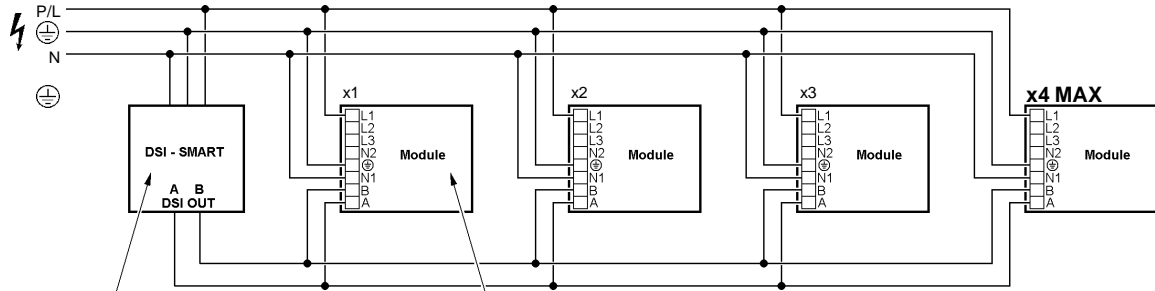 P/L
N
x1
x2
x3
x4 MAX
DSI - SMART
A B
DSI OUT
L1
L2
L3
N2
N1
B
A
Module
L1
L2
L3
N2
N1
B
A
Module
L1
L2
L3
N2
N1
B
A
Module
L1
L2
L3
N2
N1
B
A
Module